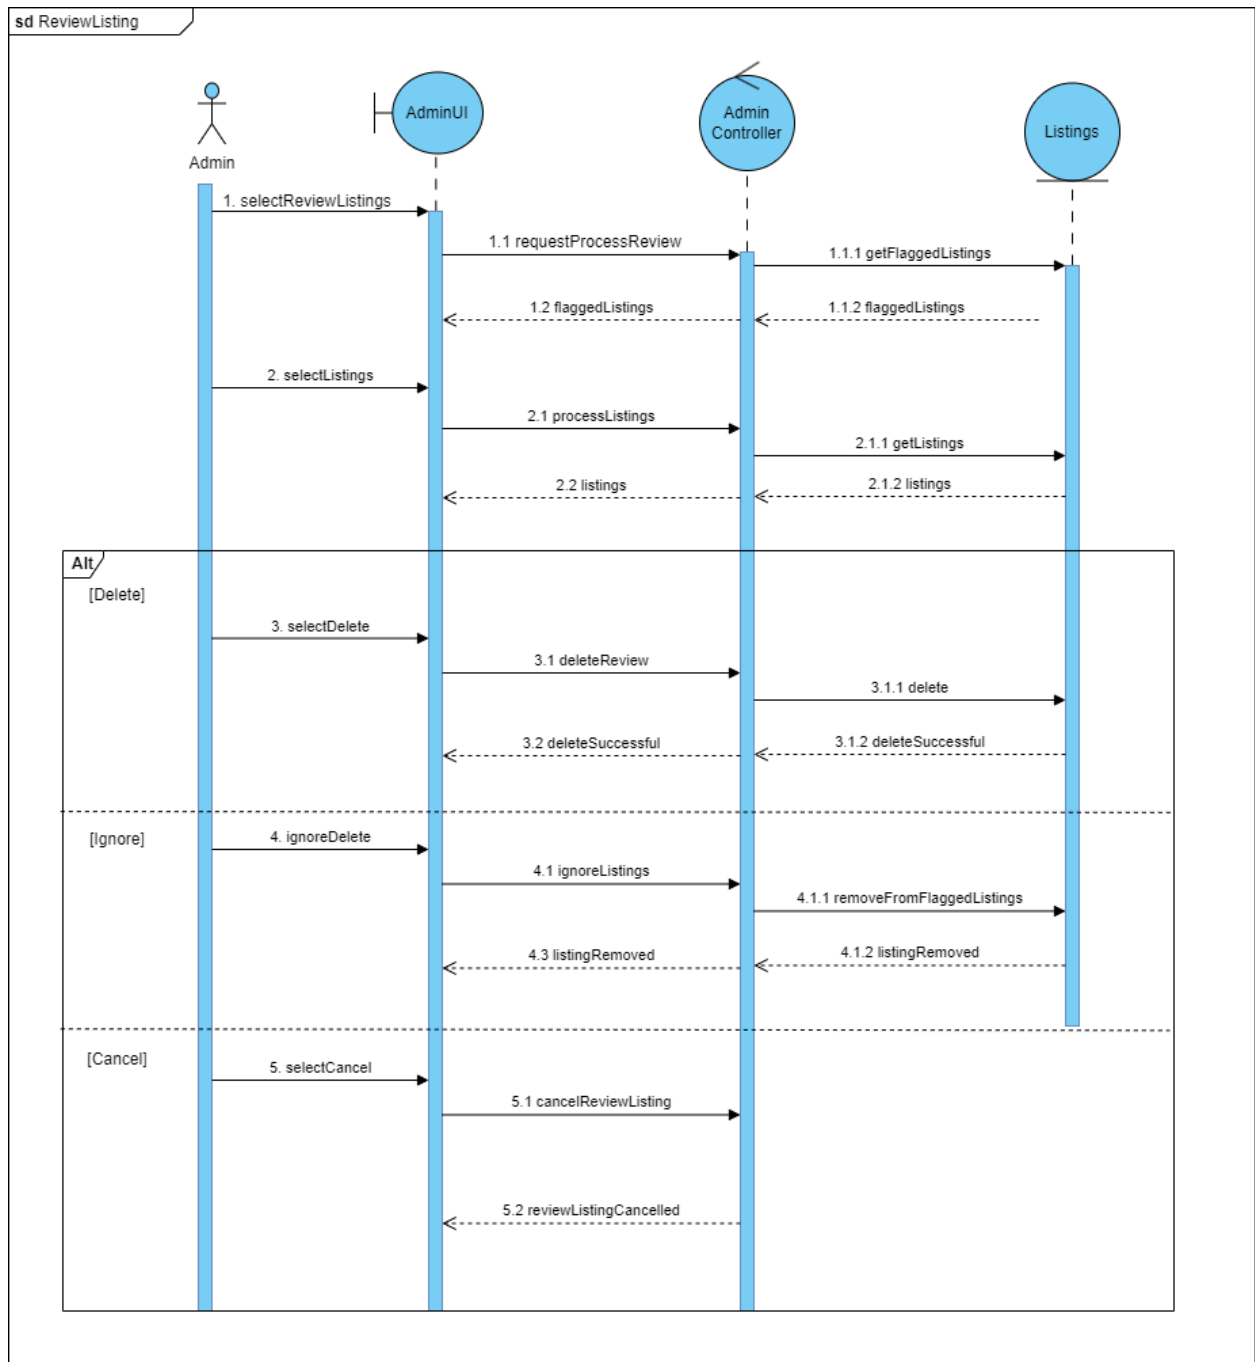 sd ReviewListing
AdminUI
Admin
Controller
Listings
Admin
1. selectReviewListings
1.1 requestProcessReview
1.1.1 getFlaggedListings
1.2 flaggedListings
1.1.2 flaggedListings
2. selectListings
2.1 processListings
2.1.1 getListings
2.2 listings
2.1.2 listings
Alt
[Delete]
3. selectDelete
3.1 deleteReview
3.1.1 delete
3.2 deleteSuccessful
3.1.2 deleteSuccessful
[Ignore]
4. ignoreDelete
4.1 ignoreListings
4.1.1 removeFromFlaggedListings
4.3 listingRemoved
4.1.2 listingRemoved
[Cancel]
5. selectCancel
5.1 cancelReviewListing
5.2 reviewListingCancelled